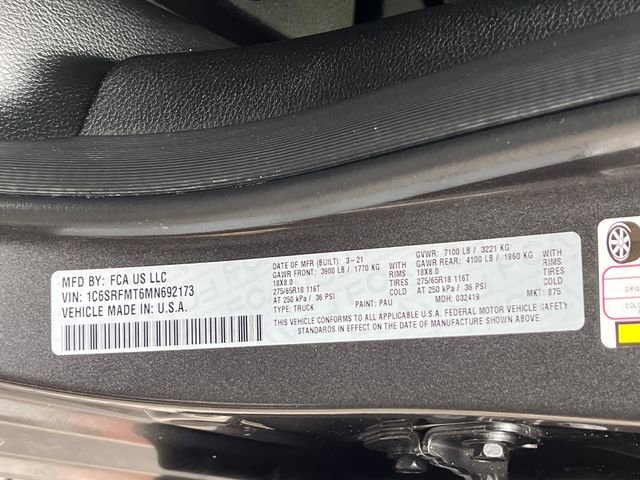 MFD BY: FCA US LLC
VIN: 1C6SRFMT6MN692173
VEHICLE MADE IN: U.S.A.
DATE OF MFR (BUILT): 3-21
GAWR FRONT: 3900 LB / 1770 KG
18X8.0 RIMS
275/65R18 116T TIRES
AT 250 kPa / 36 PSI COLD
TYPE: TRUCK PAINT: PAU
GVWR: 7100 LB / 3221 KG
GAWR REAR: 4100 LB / 1860 KG
18X8.0 RIMS
275/65R18 116T TIRES
AT 250 kPa / 36 PSI COLD
MDH: 032419 MKT: 875
THIS VEHICLE CONFORMS TO ALL APPLICABLE U.S.A. FEDERAL MOTOR VEHICLE SAFETY
STANDARDS IN EFFECT ON THE DATE OF MANUFACTURE SHOWN ABOVE.
ORIG
COLD